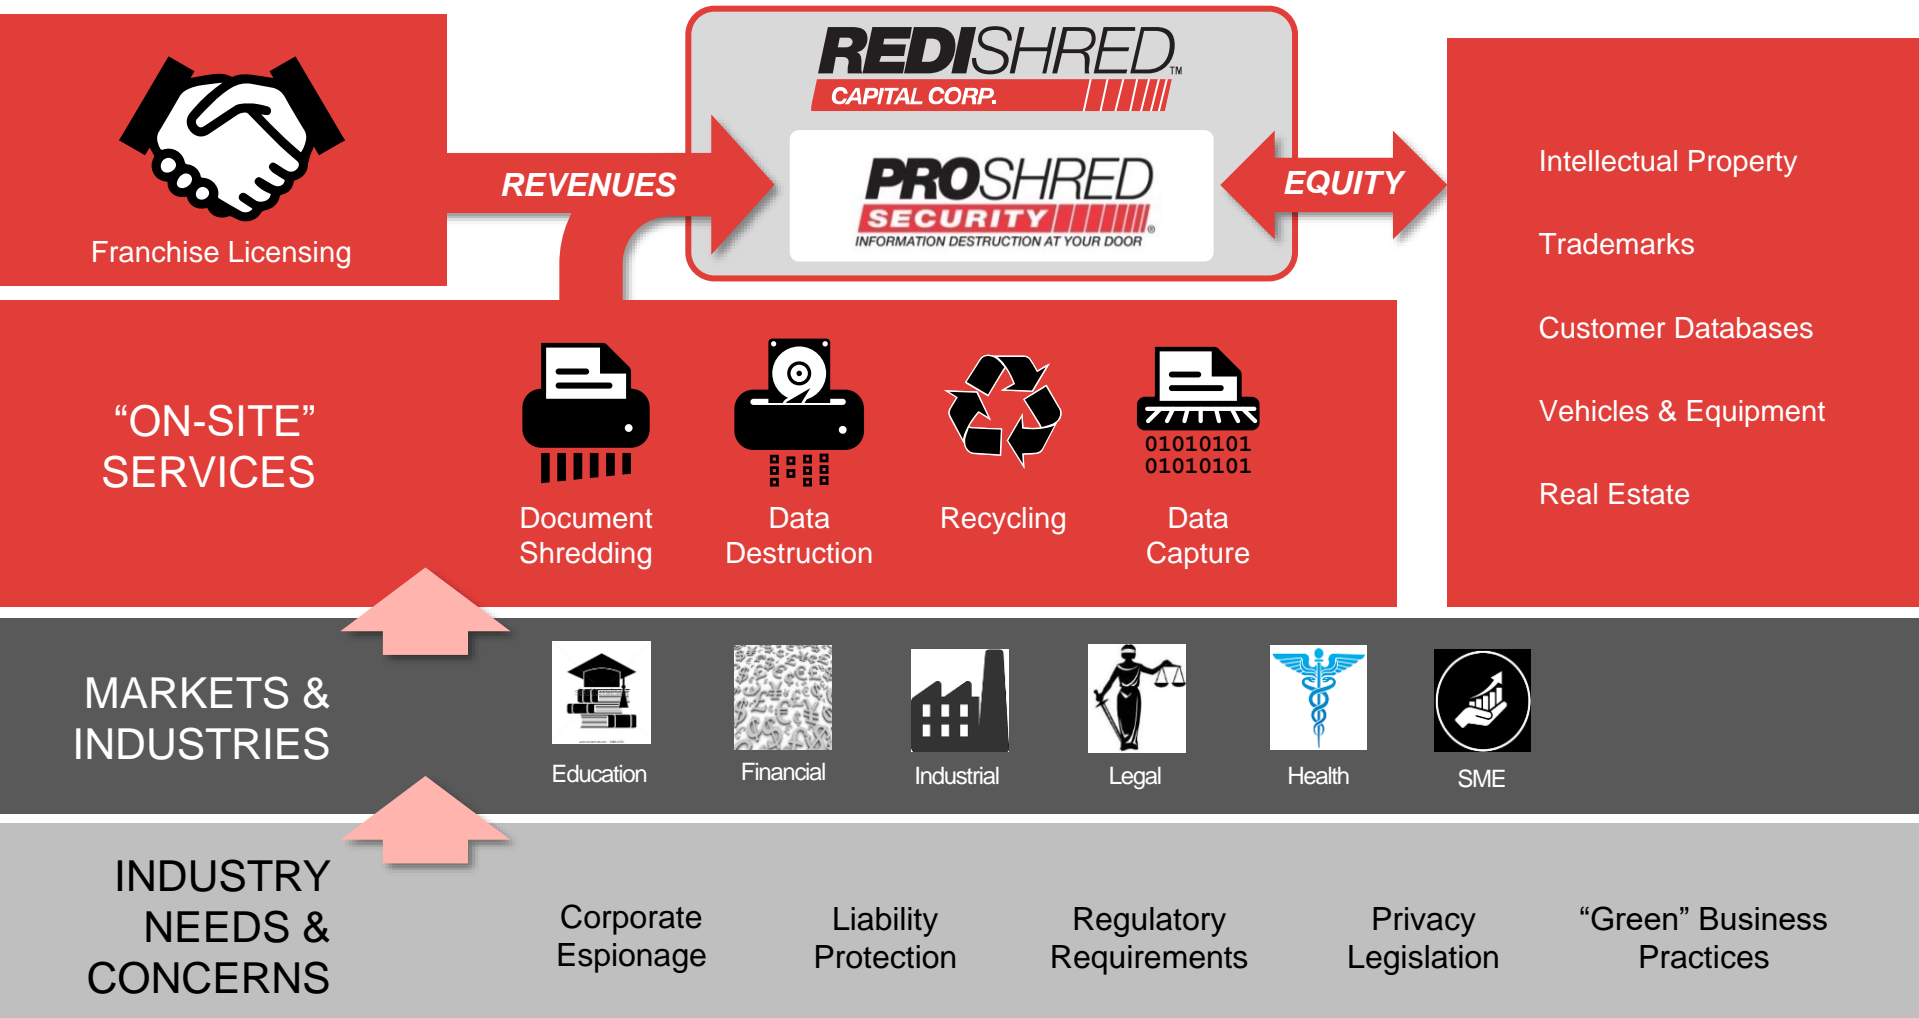 REDISHRED™
CAPITAL CORP.
PROSHRED
SECURITY®
INFORMATION DESTRUCTION AT YOUR DOOR
Franchise Licensing
REVENUES
EQUITY
Intellectual Property
Trademarks
Customer Databases
Vehicles & Equipment
Real Estate
“ON-SITE”
SERVICES
01010101
01010101
Document
Shredding
Data
Destruction
Recycling
Data
Capture
MARKETS &
INDUSTRIES
Education
Financial
Industrial
Legal
Health
SME
INDUSTRY
NEEDS &
CONCERNS
Corporate
Espionage
Liability
Protection
Regulatory
Requirements
Privacy
Legislation
“Green” Business
Practices